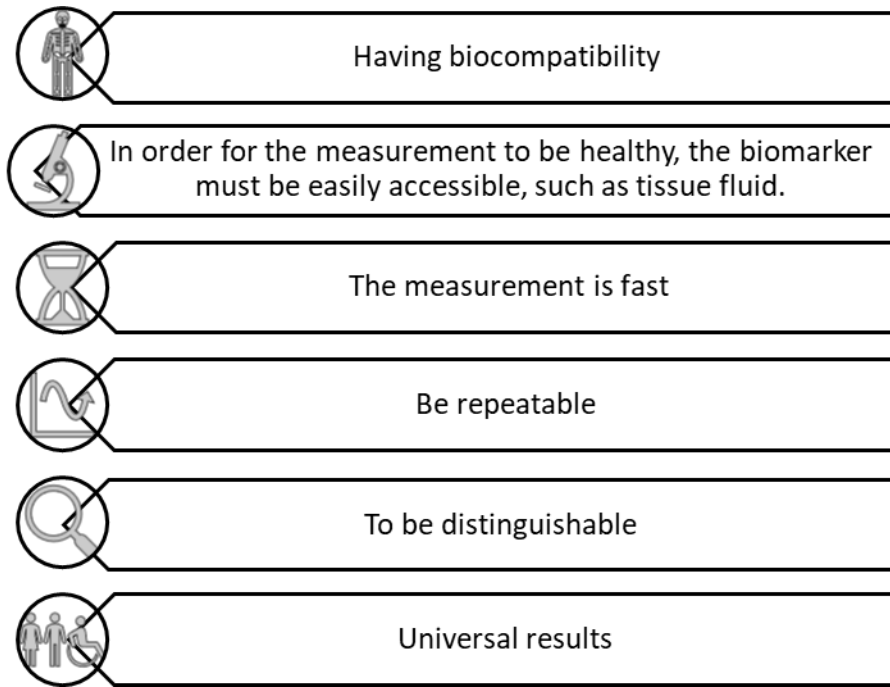 Having biocompatibility
In order for the measurement to be healthy, the biomarker
must be easily accessible, such as tissue fluid.
The measurement is fast
Be repeatable
To be distinguishable
Universal results